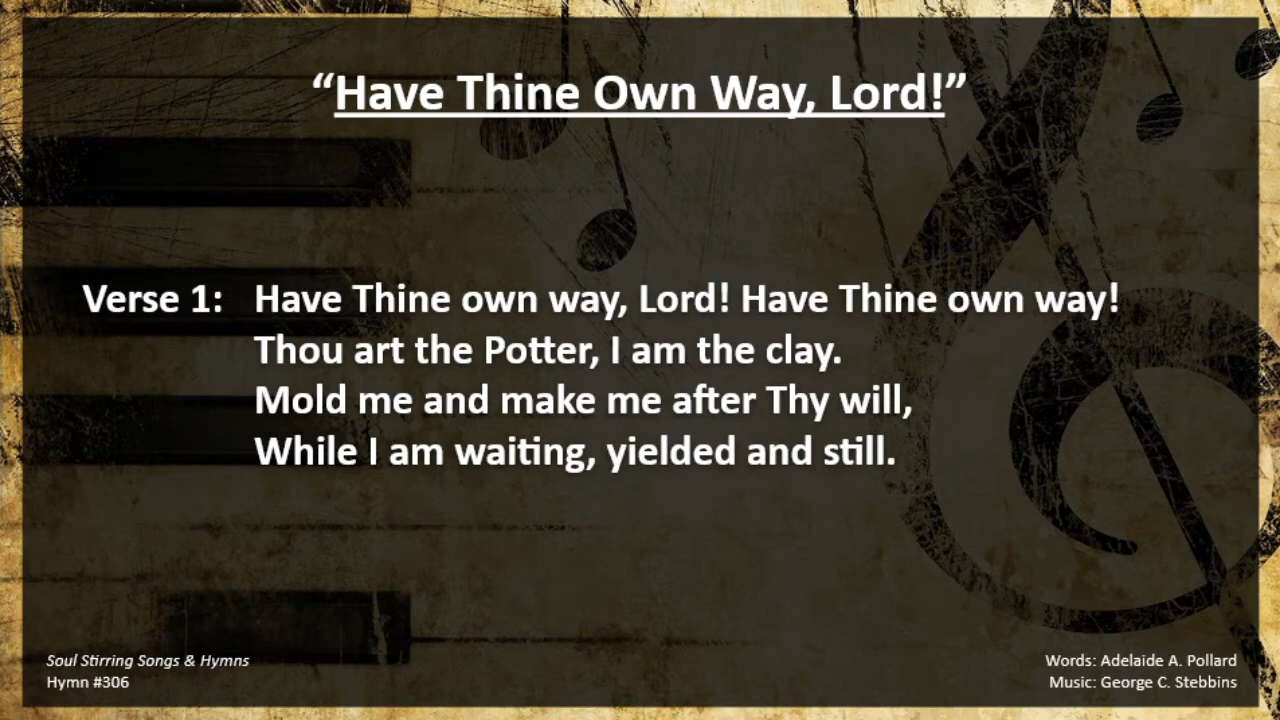 “Have Thine Own Way, Lord!”
Verse 1: Have Thine own way, Lord! Have Thine own way!
Thou art the Potter, I am the clay.
Mold me and make me after Thy will,
While I am waiting, yielded and still.
Soul Stirring Songs & Hymns
Hymn #306
Words: Adelaide A. Pollard
Music: George C. Stebbins